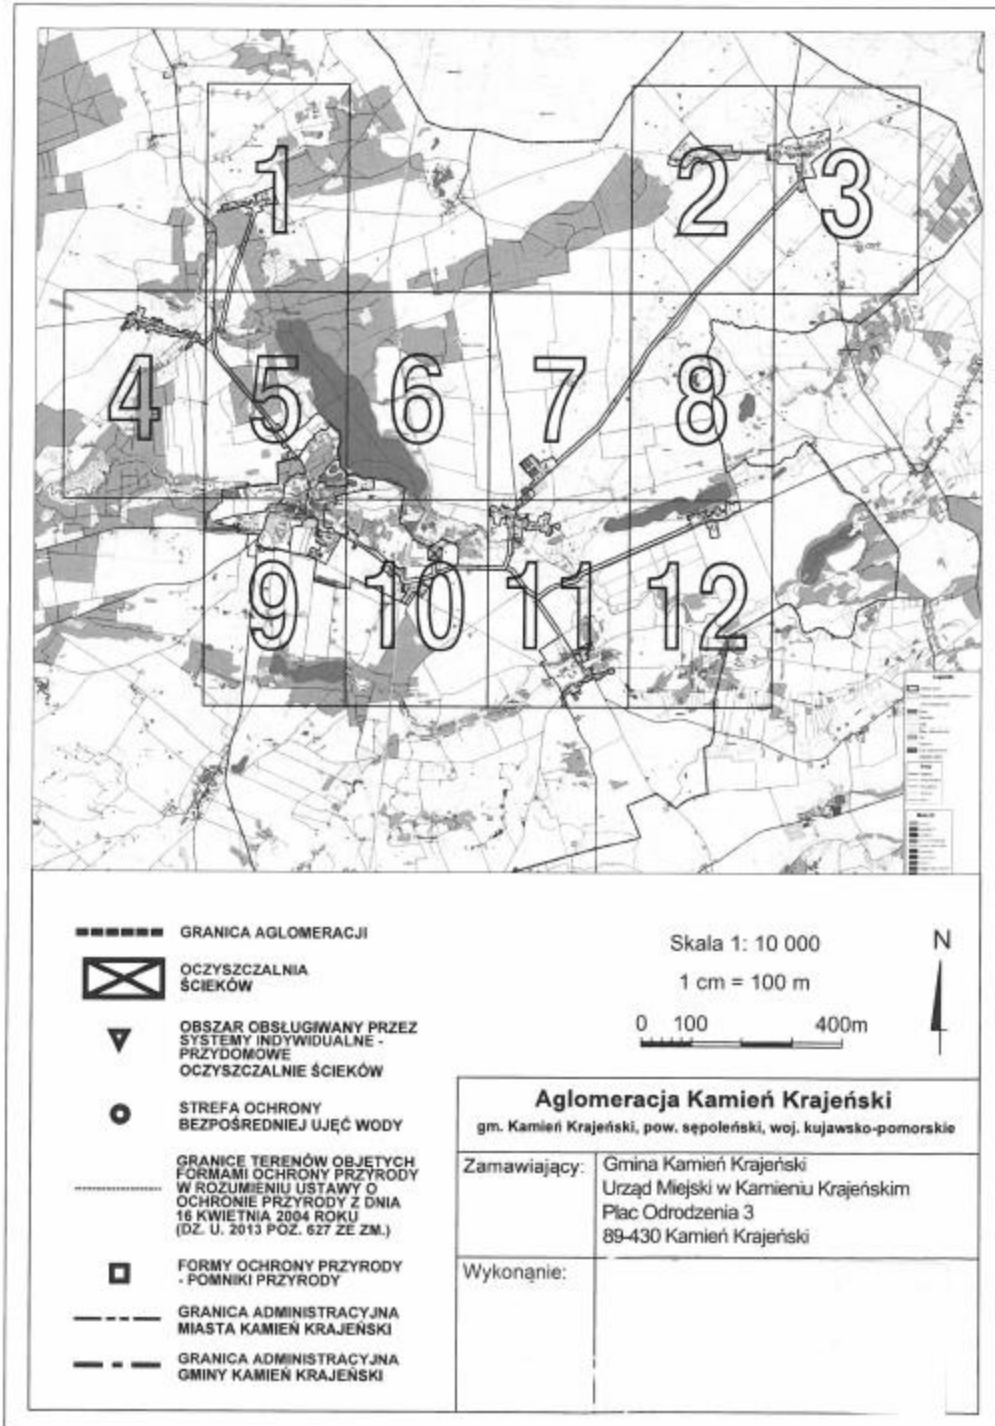 1
2
3
4
5
6
7
8
9
10
11
12
GRANICA AGLOMERACJI
OCZYSZCZALNIA
ŚCIEKÓW
OBSZAR OBSŁUGIWANY PRZEZ
SYSTEMY INDYWIDUALNE -
PRZYDOMOWE
OCZYSZCZALNIE ŚCIEKÓW
STREFA OCHRONY
BEZPOŚREDNIEJ UJĘĆ WODY
GRANICE TERENÓW OBJĘTYCH
FORMAMI OCHRONY PRZYRODY
W ROZUMIENIU USTAWY O
OCHRONIE PRZYRODY Z DNIA
16 KWIETNIA 2004 ROKU
(DZ. U. 2013 POZ. 627 ZE ZM.)
FORMY OCHRONY PRZYRODY
- POMNIKI PRZYRODY
GRANICA ADMINISTRACYJNA
MIASTA KAMIEŃ KRAJEŃSKI
GRANICA ADMINISTRACYJNA
GMINY KAMIEŃ KRAJEŃSKI
Skala 1: 10 000
1 cm = 100 m
0 100 400m
N
Aglomeracja Kamień Krajeński
gm. Kamień Krajeński, pow. sępoleński, woj. kujawsko-pomorskie
Zamawiający: Gmina Kamień Krajeński
Urząd Miejski w Kamieniu Krajeńskim
Plac Odrodzenia 3
89-430 Kamień Krajeński
Wykonanie: